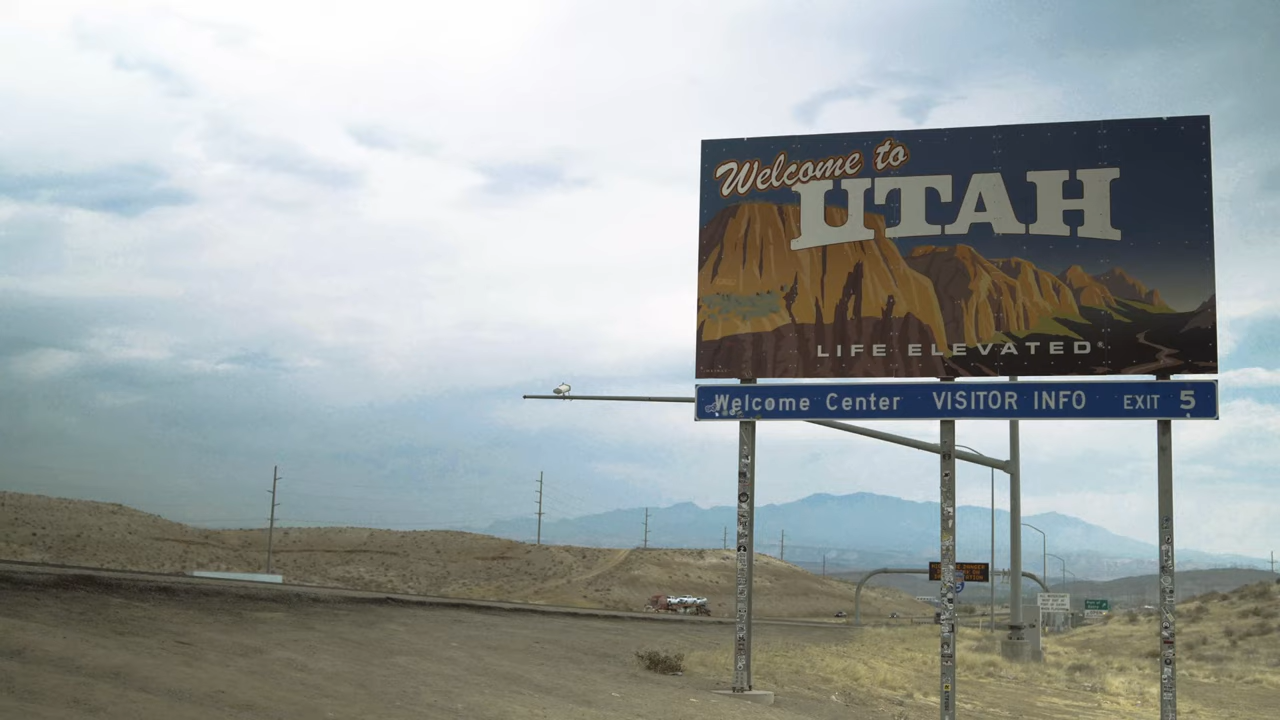 Welcome to
UTAH
LIFE ELEVATED
Welcome Center VISITOR INFO EXIT 5